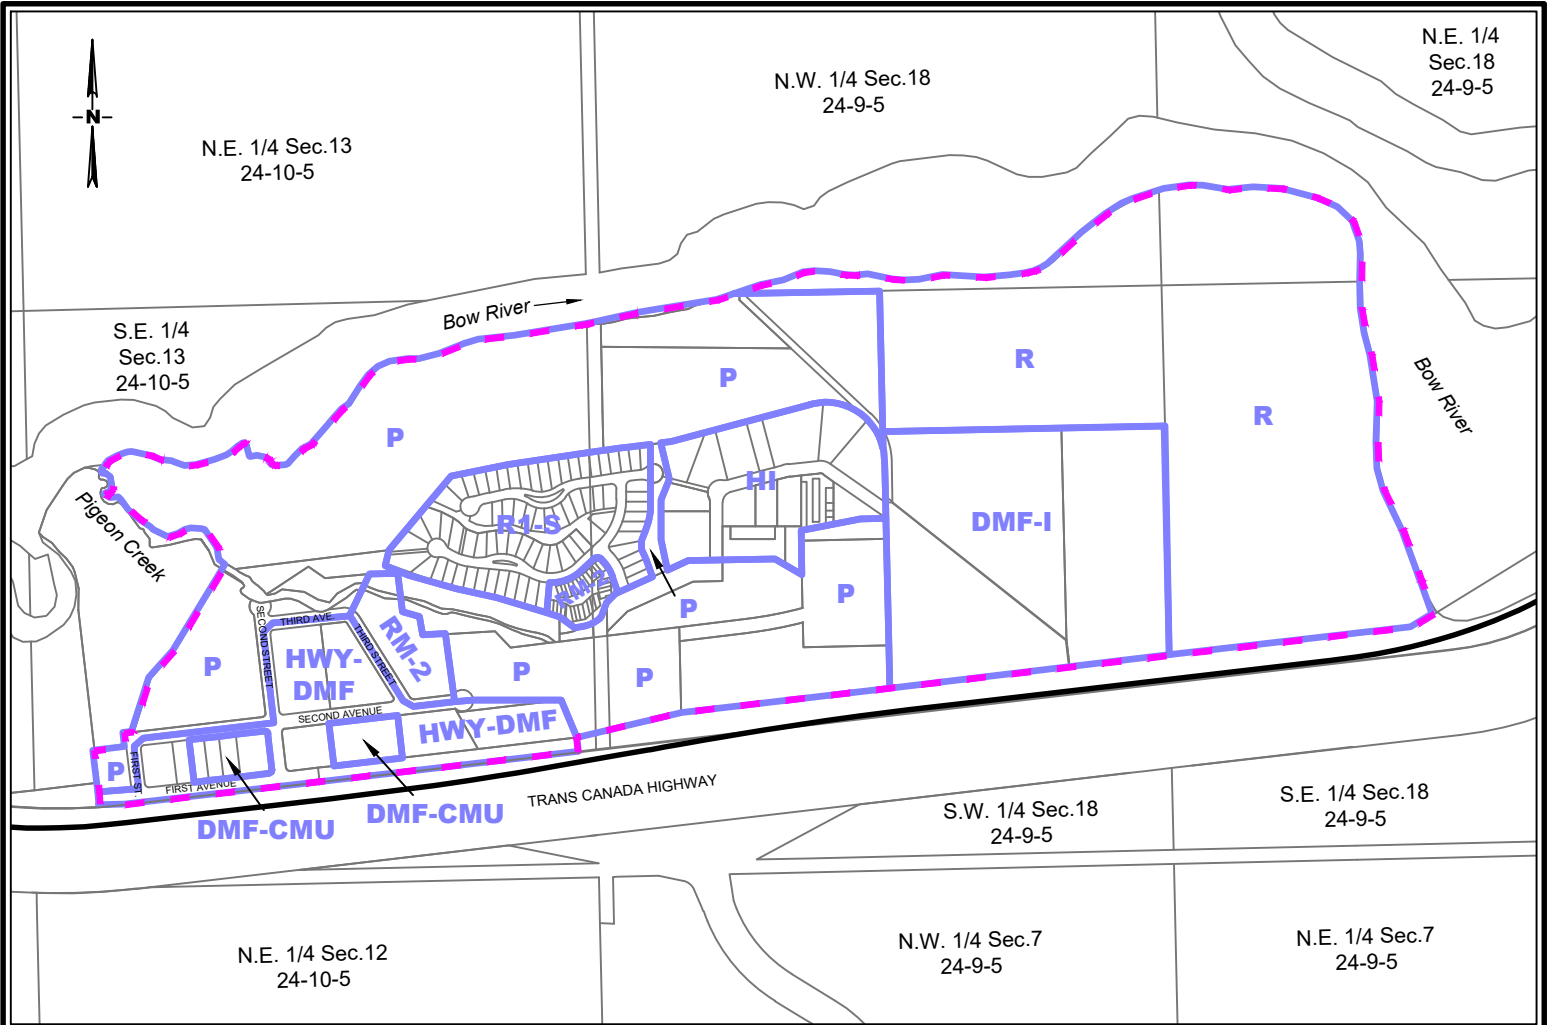 N.E. 1/4
Sec.18
24-9-5
N.W. 1/4 Sec.18
24-9-5
-N-
N.E. 1/4 Sec.13
24-10-5
Bow River
S.E. 1/4
Sec.13
24-10-5
R
P
R
Bow River
P
HI
Pigeon Creek
R1-S
DMF-I
RM-2
P
P
SECOND STREET
THIRD AVE.
THIRD STREET
RM-2
P
HWY-
DMF
P
P
SECOND AVENUE
HWY-DMF
P
FIRST ST.
FIRST AVENUE
TRANS CANADA HIGHWAY
DMF-CMU
DMF-CMU
S.W. 1/4 Sec.18
24-9-5
S.E. 1/4 Sec.18
24-9-5
N.E. 1/4 Sec.12
24-10-5
N.W. 1/4 Sec.7
24-9-5
N.E. 1/4 Sec.7
24-9-5